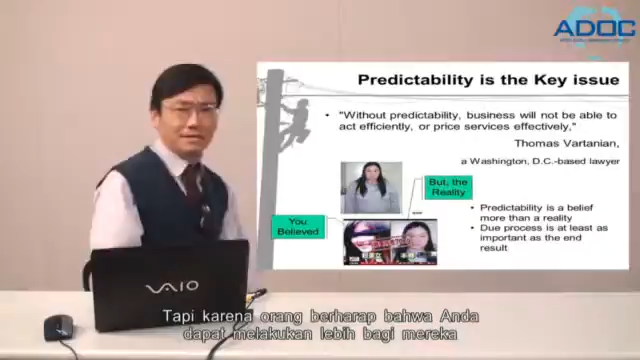 ADOC
Predictability is the Key issue
• "Without predictability, business will not be able to
act efficiently, or price services effectively,"
Thomas Vartanian,
a Washington, D.C.-based lawyer
But, the
Reality
You
Believed
• Predictability is a belief
more than a reality
• Due process is at least as
important as the end
result
VAIO
Tapi karena orang berharap bahwa Anda
dapat melakukan lebih bagi mereka